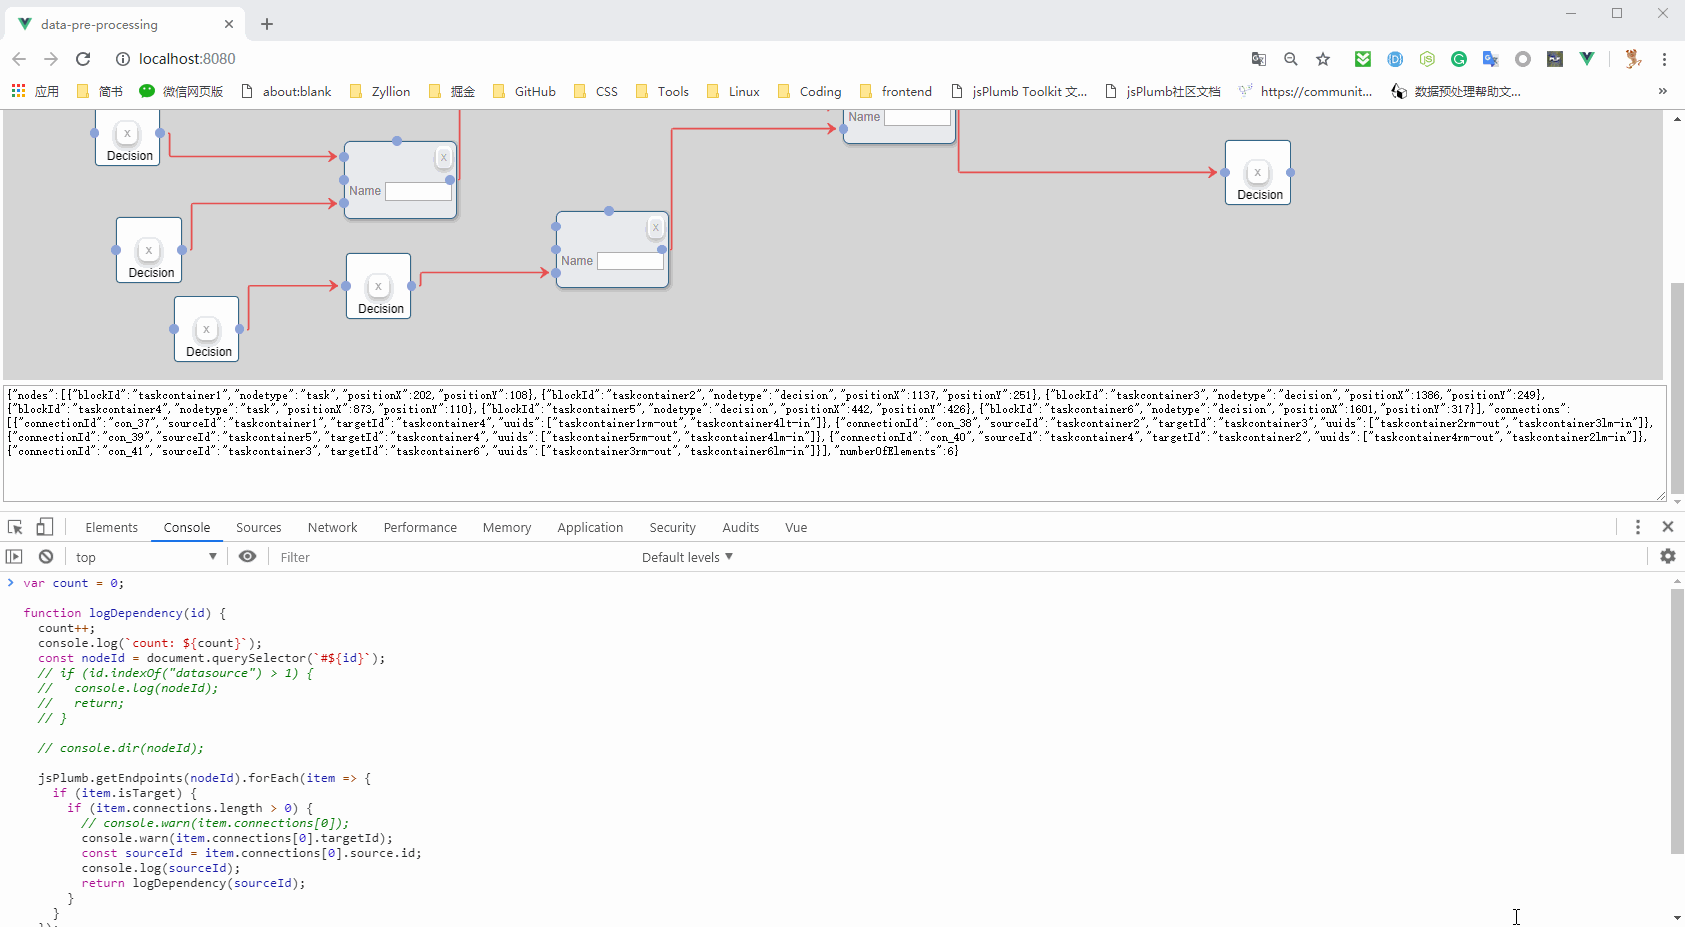 data-pre-processing
localhost:8080
应用 简书 微信网页版 about:blank Zyllion 掘金 GitHub CSS Tools Linux Coding frontend jsPlumb Toolkit 文... jsPlumb社区文档 https://communit... 数据预处理帮助文... »
Name
x
Decision
x
Name
x
Decision
x
Decision
x
Name
x
Decision
x
Decision
{"nodes":[{"blockId":"taskcontainer1","nodetype":"task","positionX":202,"positionY":108},{"blockId":"taskcontainer2","nodetype":"decision","positionX":1137,"positionY":251},{"blockId":"taskcontainer3","nodetype":"decision","positionX":1386,"positionY":249},
{"blockId":"taskcontainer4","nodetype":"task","positionX":873,"positionY":110},{"blockId":"taskcontainer5","nodetype":"decision","positionX":442,"positionY":426},{"blockId":"taskcontainer6","nodetype":"decision","positionX":1601,"positionY":317}],"connections":
[{"connectionId":"con_37","sourceId":"taskcontainer1","targetId":"taskcontainer4","uuids":["taskcontainer1rm-out","taskcontainer4lt-in"]},{"connectionId":"con_38","sourceId":"taskcontainer2","targetId":"taskcontainer3","uuids":["taskcontainer2rm-out","taskcontainer3lm-in"]},
{"connectionId":"con_39","sourceId":"taskcontainer5","targetId":"taskcontainer4","uuids":["taskcontainer5rm-out","taskcontainer4lm-in"]},{"connectionId":"con_40","sourceId":"taskcontainer4","targetId":"taskcontainer2","uuids":["taskcontainer4rm-out","taskcontainer2lm-in"]},
{"connectionId":"con_41","sourceId":"taskcontainer3","targetId":"taskcontainer6","uuids":["taskcontainer3rm-out","taskcontainer6lm-in"]}],"numberOfElements":6}
Elements Console Sources Network Performance Memory Application Security Audits Vue
top Filter Default levels
var count = 0;
function logDependency(id) {
count++;
console.log(`count: ${count}`);
const nodeId = document.querySelector(`#${id}`);
// if (id.indexOf("datasource") > 1) {
// console.log(nodeId);
// return;
// }
// console.dir(nodeId);
jsPlumb.getEndpoints(nodeId).forEach(item => {
if (item.isTarget) {
if (item.connections.length > 0) {
// console.warn(item.connections[0]);
console.warn(item.connections[0].targetId);
const sourceId = item.connections[0].source.id;
console.log(sourceId);
return logDependency(sourceId);
}
}